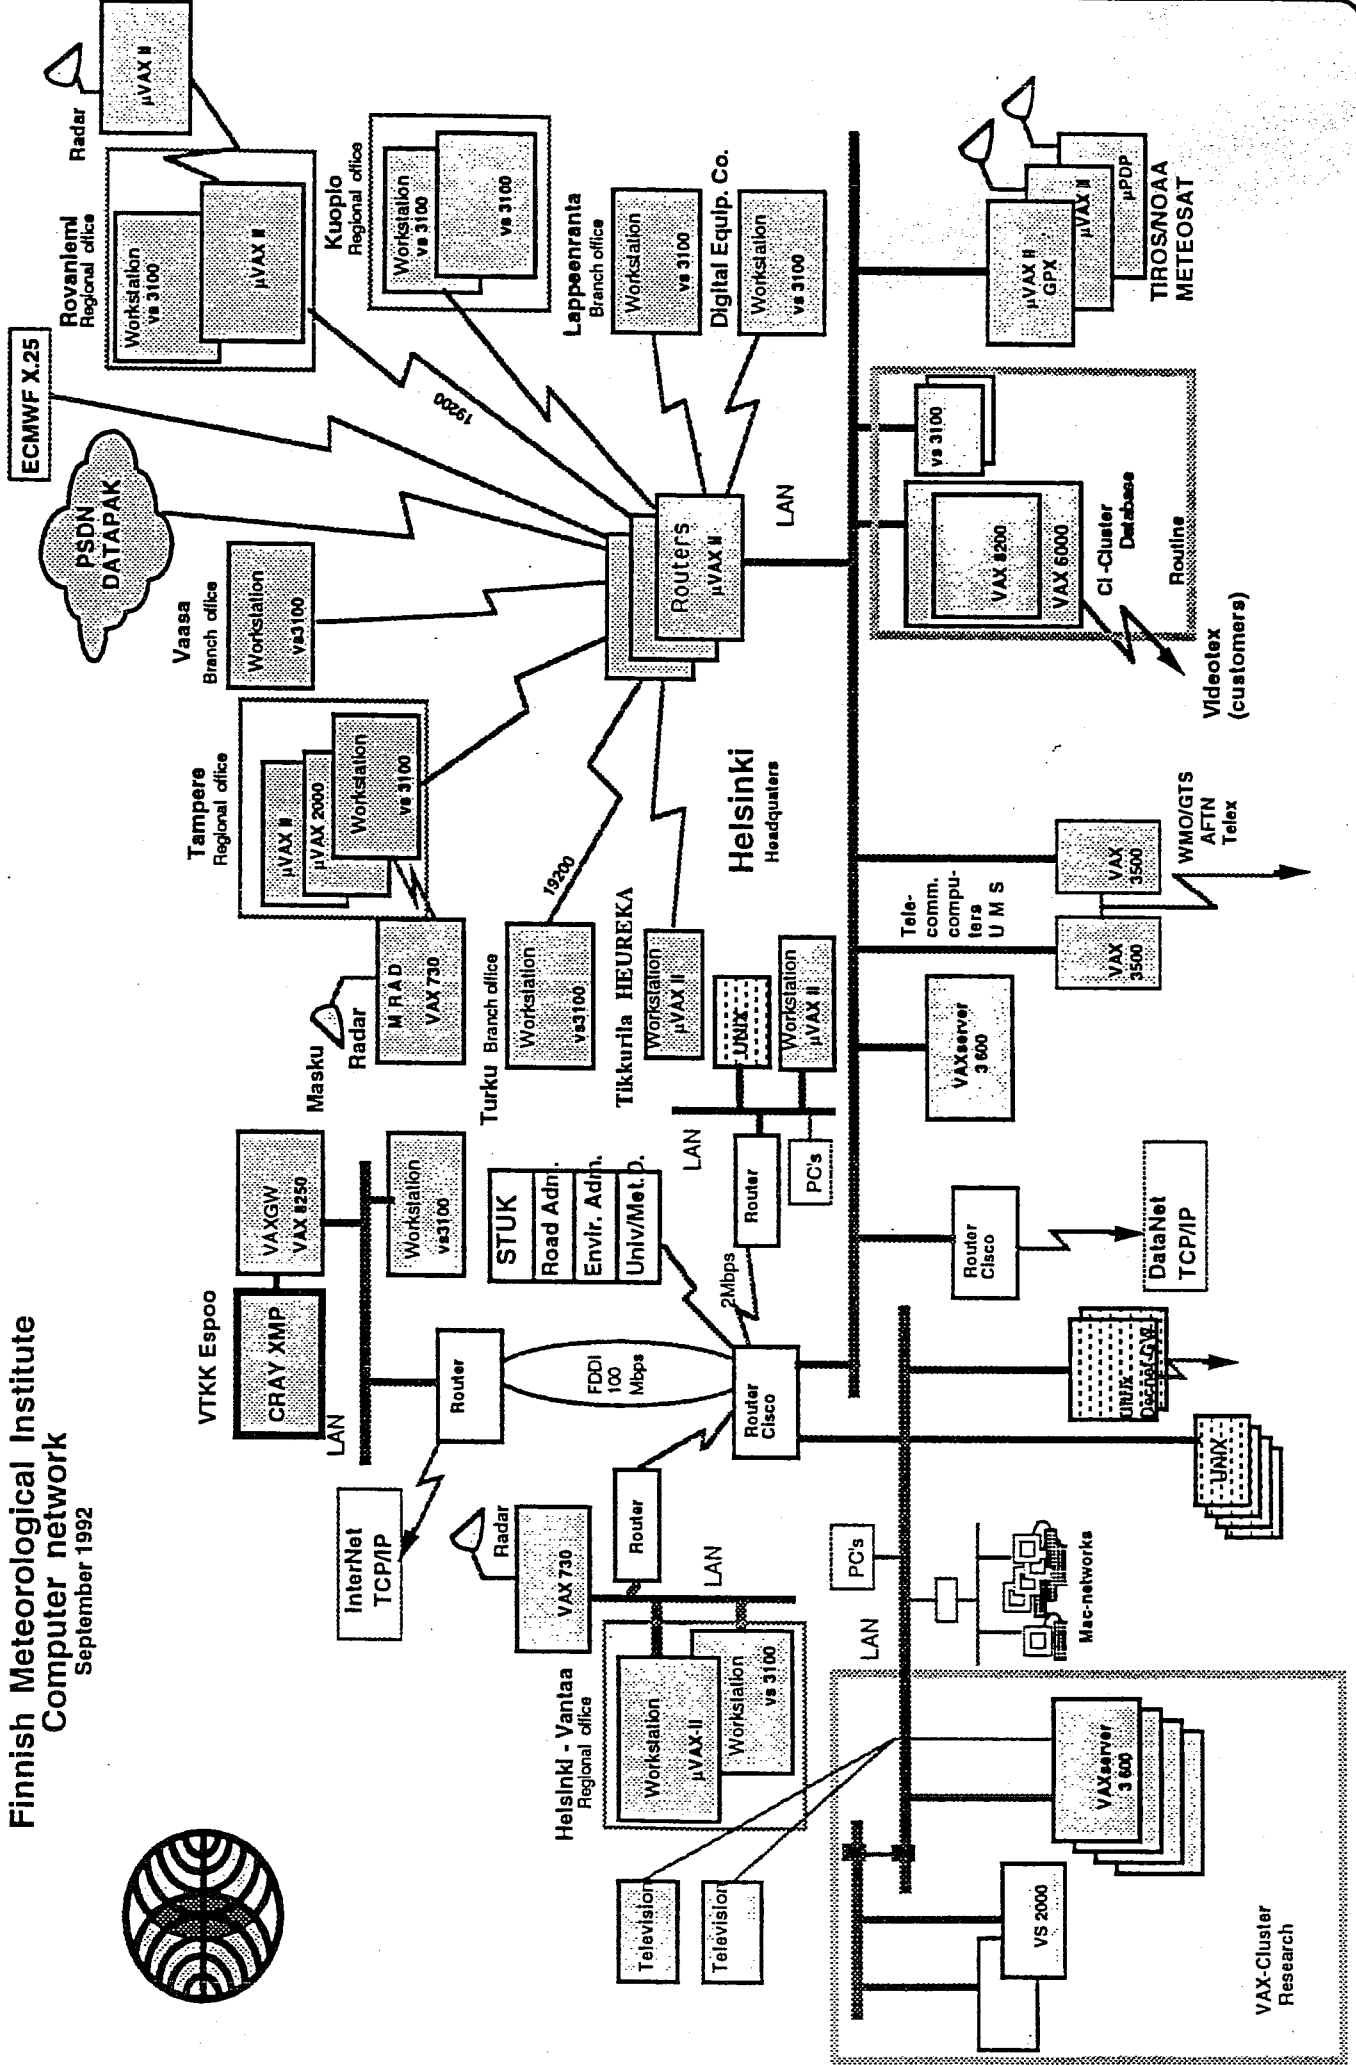 Finnish Meteorological Institute
Computer network
September 1992
VTKK Espoo
CRAY XMP
VAXGW
VAX 8250
LAN
Workstation
vs3100
InterNet
TCP/IP
Router
FDDI
100
Mbps
STUK
Road Adm.
Envir. Adm.
Univ/Met.D.
Radar
VAX 730
Router
LAN
Router
Cisco
2Mbps
Router
LAN
PC's
UNIX
Workstation
µVAX II
Helsinki - Vantaa
Regional office
Workstation
µVAX-II
Workstation
vs 3100
Television
Television
Masku
Radar
M RAD
VAX 730
Tampere
Regional office
µVAX II
µVAX 2000
Workstation
vs 3100
Turku Branch office
Workstation
vs3100
19200
Tikkurila HEUREKA
Workstation
µVAX II
Vaasa
Branch office
Workstation
vs3100
PSDN
DATAPAK
ECMWF X.25
Rovaniemi
Regional office
Workstation
vs 3100
µVAX II
Radar
µVAX II
19200
Kuopio
Regional office
Workstation
vs 3100
vs 3100
Lappeenranta
Branch office
Workstation
vs 3100
Digital Equip. Co.
Workstation
vs 3100
Routers
µVAX II
LAN
Helsinki
Headquaters
LAN
PC's
Mac-networks
VAXserver
3 600
VS 2000
VAX-Cluster
Research
UNIX
UNIX
Decnet-GW
Router
Cisco
DataNet
TCP/IP
VAXserver
3 600
Tele-
comm.
compu-
ters
U M S
VAX
3500
VAX
3500
WMO/GTS
AFTN
Telex
VAX 8200
VAX 6000
vs 3100
CI -Cluster
Database
Routine
Videotex
(customers)
µVAX II
GPX
µVAX II
µPDP
TIROS/NOAA
METEOSAT